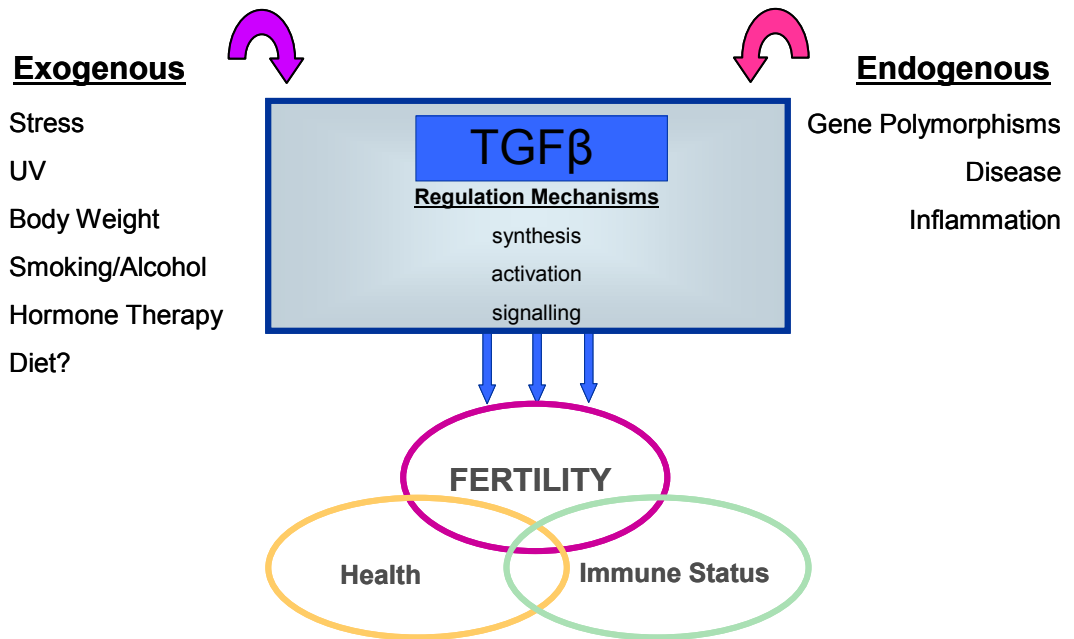 Exogenous
Stress
UV
Body Weight
Smoking/Alcohol
Hormone Therapy
Diet?
TGFβ
Regulation Mechanisms
synthesis
activation
signalling
Endogenous
Gene Polymorphisms
Disease
Inflammation
FERTILITY
Health
Immune Status